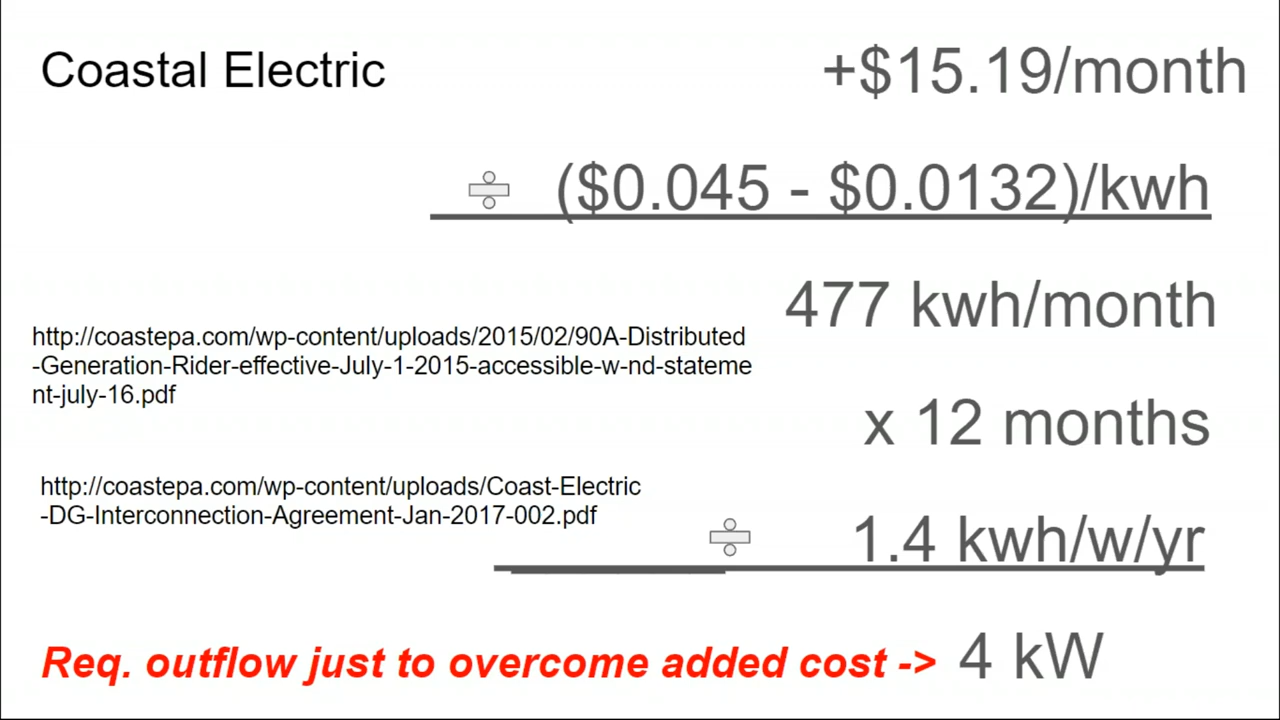 Coastal Electric
+$15.19/month
÷ ($0.045 - $0.0132)/kwh
477 kwh/month
http://coastepa.com/wp-content/uploads/2015/02/90A-Distributed
-Generation-Rider-effective-July-1-2015-accessible-w-nd-stateme
nt-july-16.pdf
x 12 months
http://coastepa.com/wp-content/uploads/Coast-Electric
-DG-Interconnection-Agreement-Jan-2017-002.pdf
÷ 1.4 kwh/w/yr
Req. outflow just to overcome added cost -> 4 kW